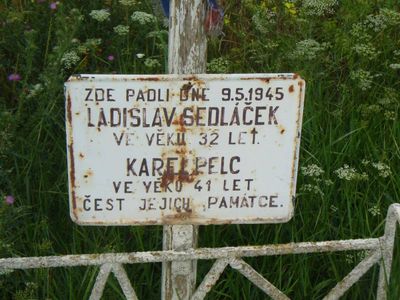 ZDE PADLI DNE 9.5.1945
LADISLAV SEDLÁČEK
VE VĚKU 32 LET.
KAREL PELC
VE VĚKU 41 LET
ČEST JEJICH PAMÁTCE.